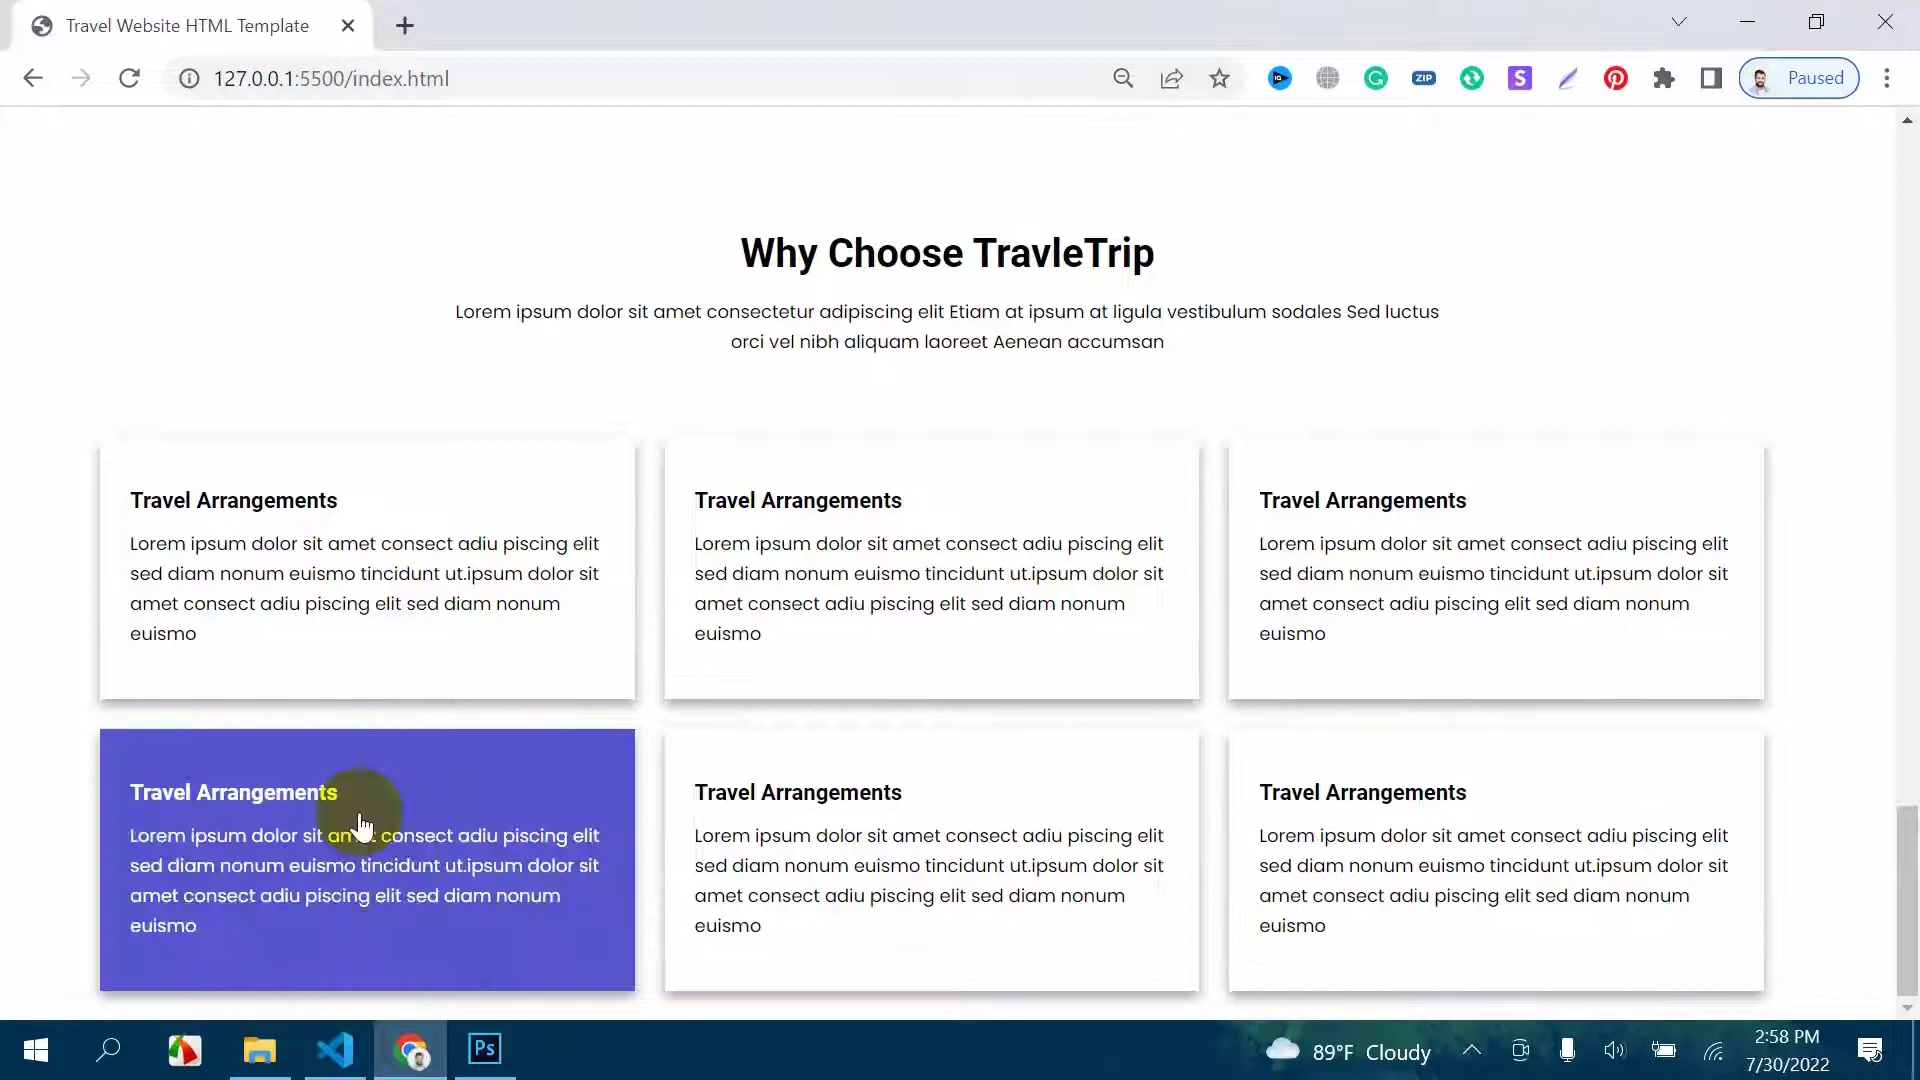 Travel Website HTML Template
127.0.0.1:5500/index.html
ZIP
Paused
Why Choose TravleTrip
Lorem ipsum dolor sit amet consectetur adipiscing elit Etiam at ipsum at ligula vestibulum sodales Sed luctus
orci vel nibh aliquam laoreet Aenean accumsan
Travel Arrangements
Lorem ipsum dolor sit amet consect adiu piscing elit
sed diam nonum euismo tincidunt ut.ipsum dolor sit
amet consect adiu piscing elit sed diam nonum
euismo
Travel Arrangements
Lorem ipsum dolor sit amet consect adiu piscing elit
sed diam nonum euismo tincidunt ut.ipsum dolor sit
amet consect adiu piscing elit sed diam nonum
euismo
Travel Arrangements
Lorem ipsum dolor sit amet consect adiu piscing elit
sed diam nonum euismo tincidunt ut.ipsum dolor sit
amet consect adiu piscing elit sed diam nonum
euismo
Travel Arrangements
Lorem ipsum dolor sit amet consect adiu piscing elit
sed diam nonum euismo tincidunt ut.ipsum dolor sit
amet consect adiu piscing elit sed diam nonum
euismo
Travel Arrangements
Lorem ipsum dolor sit amet consect adiu piscing elit
sed diam nonum euismo tincidunt ut.ipsum dolor sit
amet consect adiu piscing elit sed diam nonum
euismo
Travel Arrangements
Lorem ipsum dolor sit amet consect adiu piscing elit
sed diam nonum euismo tincidunt ut.ipsum dolor sit
amet consect adiu piscing elit sed diam nonum
euismo
Ps
89°F Cloudy
2:58 PM
7/30/2022